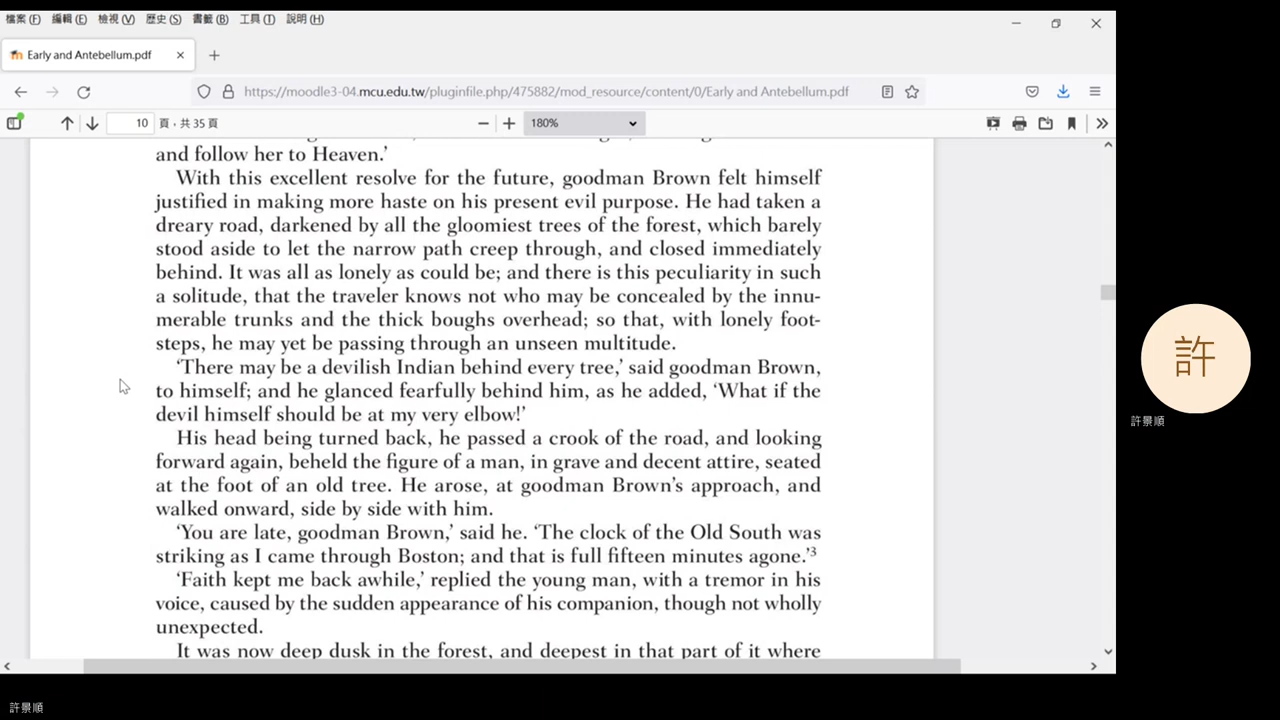 檔案(F) 編輯(E) 檢視(V) 歷史(S) 書籤(B) 工具(T) 說明(H)
Early and Antebellum.pdf
https://moodle3-04.mcu.edu.tw/pluginfile.php/475882/mod_resource/content/0/Early and Antebellum.pdf
10 頁，共 35 頁
180%
and follow her to Heaven.’
With this excellent resolve for the future, goodman Brown felt himself
justified in making more haste on his present evil purpose. He had taken a
dreary road, darkened by all the gloomiest trees of the forest, which barely
stood aside to let the narrow path creep through, and closed immediately
behind. It was all as lonely as could be; and there is this peculiarity in such
a solitude, that the traveler knows not who may be concealed by the innu-
merable trunks and the thick boughs overhead; so that, with lonely foot-
steps, he may yet be passing through an unseen multitude.
‘There may be a devilish Indian behind every tree,’ said goodman Brown,
to himself; and he glanced fearfully behind him, as he added, ‘What if the
devil himself should be at my very elbow!’
His head being turned back, he passed a crook of the road, and looking
forward again, beheld the figure of a man, in grave and decent attire, seated
at the foot of an old tree. He arose, at goodman Brown’s approach, and
walked onward, side by side with him.
‘You are late, goodman Brown,’ said he. ‘The clock of the Old South was
striking as I came through Boston; and that is full fifteen minutes agone.’3
‘Faith kept me back awhile,’ replied the young man, with a tremor in his
voice, caused by the sudden appearance of his companion, though not wholly
unexpected.
It was now deep dusk in the forest, and deepest in that part of it where
許
許景順
許景順